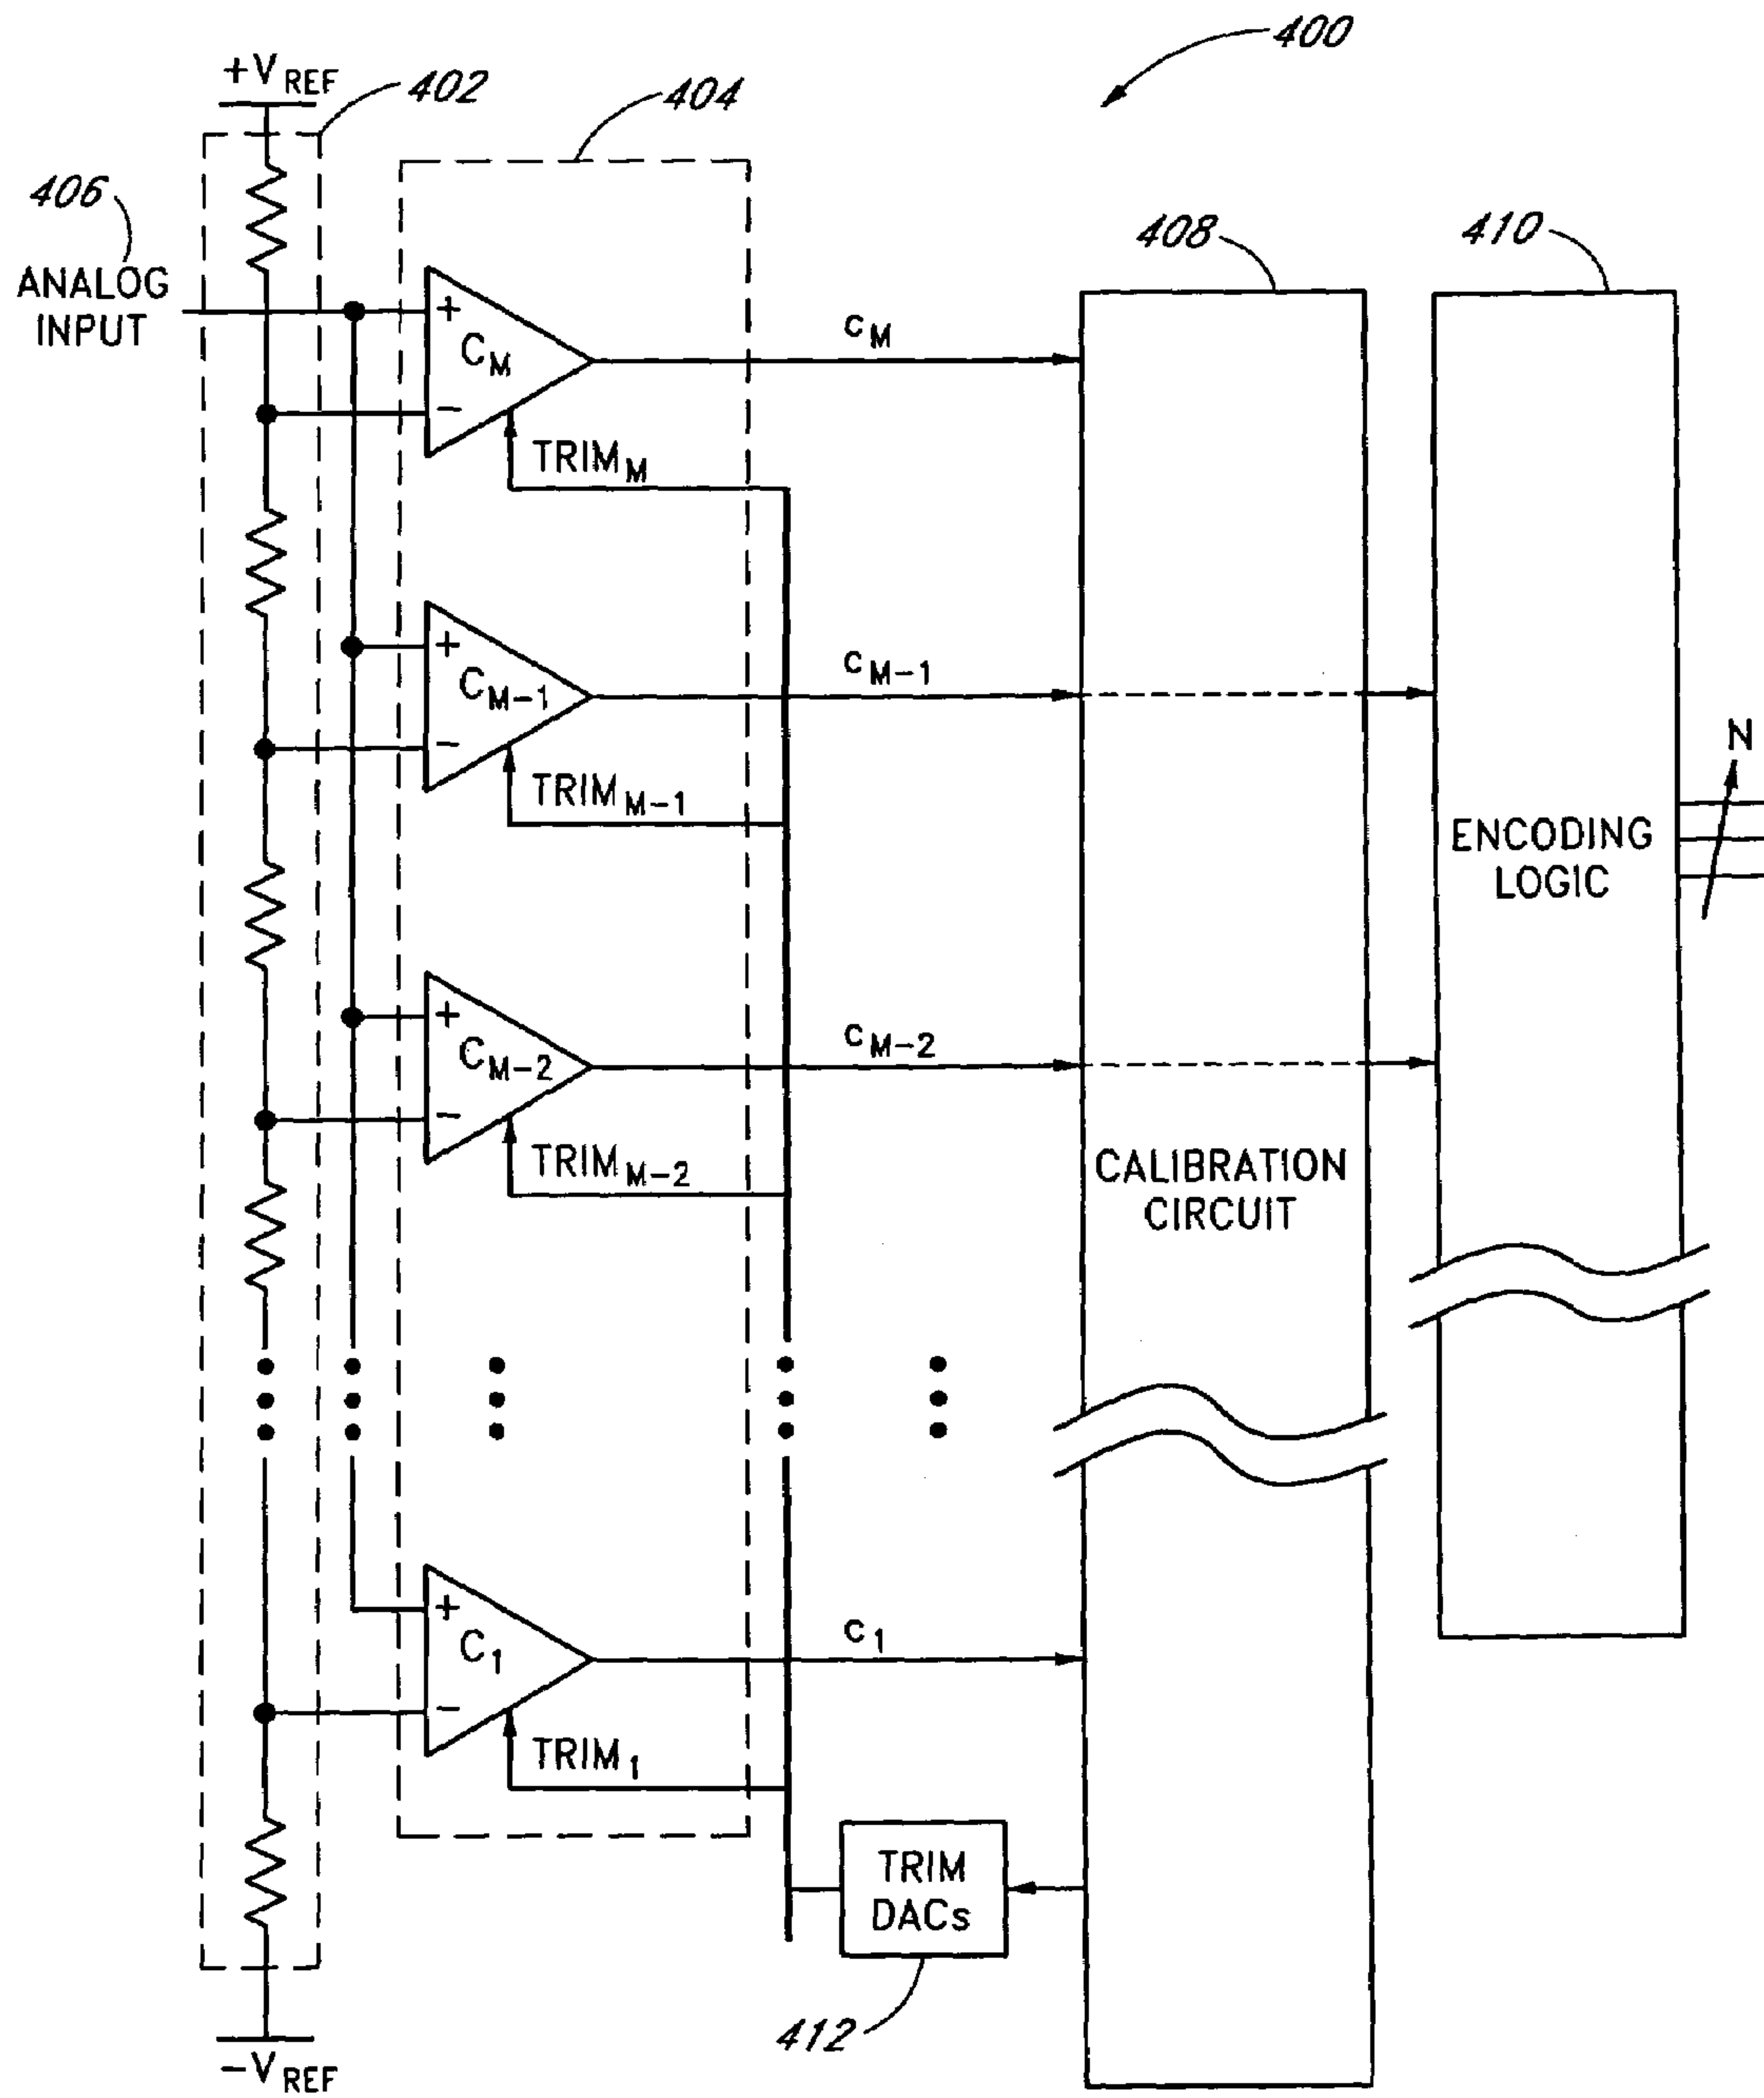 400
+VREF
402
404
406
ANALOG
INPUT
408
410
+
CM
−
cM
TRIMM
+
CM−1
−
cM−1
TRIMM−1
N
ENCODING
LOGIC
+
CM−2
−
cM−2
TRIMM−2
CALIBRATION
CIRCUIT
+
C1
−
c1
TRIM1
TRIM
DACs
412
−VREF